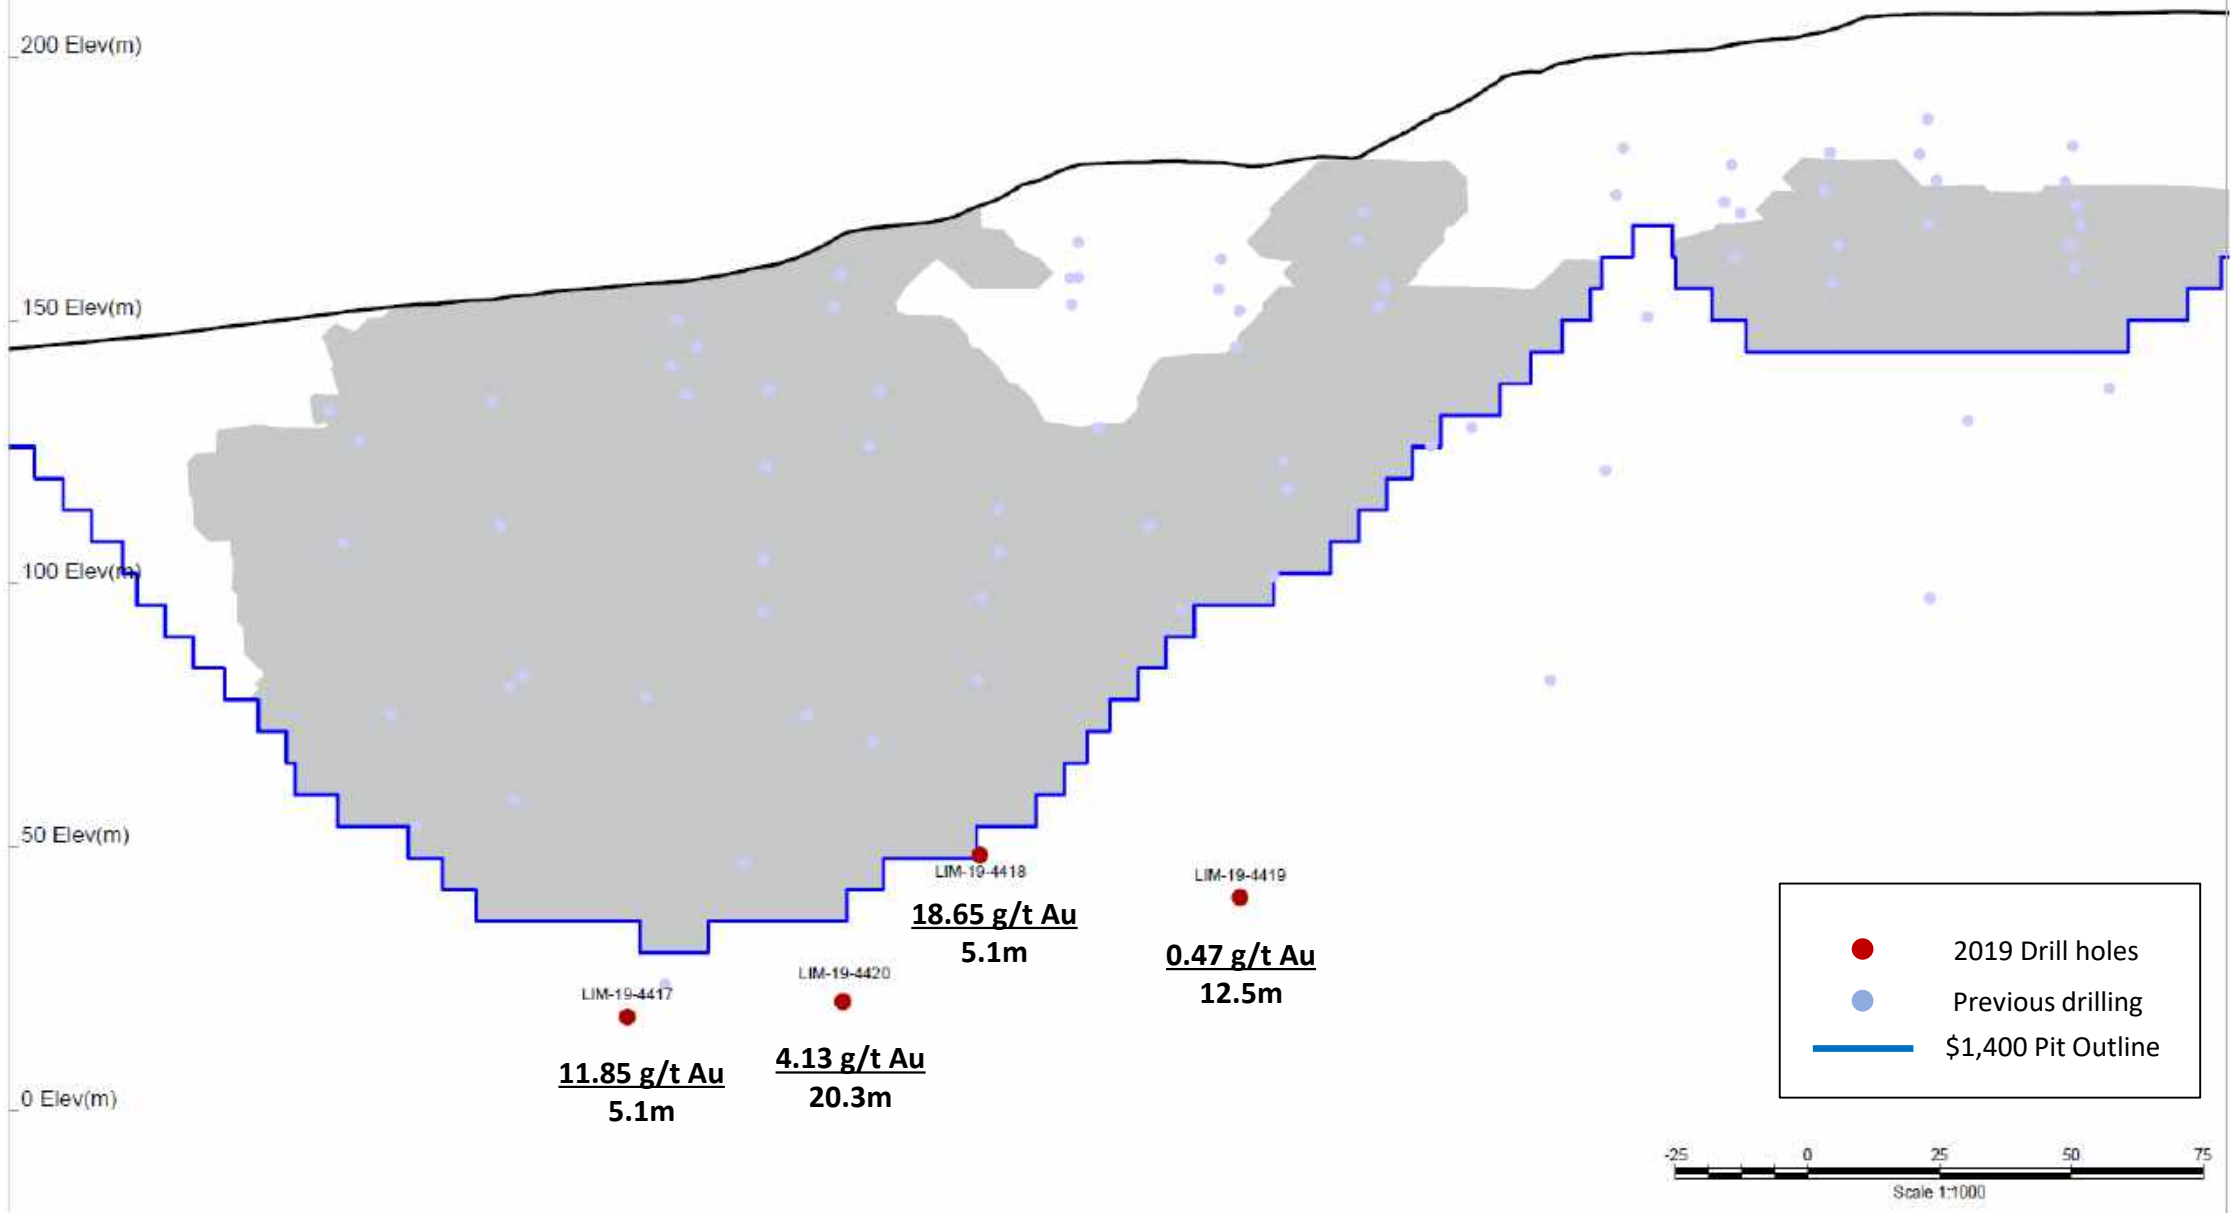 200 Elev(m)
150 Elev(m)
100 Elev(m)
50 Elev(m)
0 Elev(m)
LIM-19-4418
18.65 g/t Au
5.1m
LIM-19-4419
0.47 g/t Au
12.5m
LIM-19-4420
4.13 g/t Au
20.3m
LIM-19-4417
11.85 g/t Au
5.1m
2019 Drill holes
Previous drilling
$1,400 Pit Outline
-25 0 25 50 75
Scale 1:1000